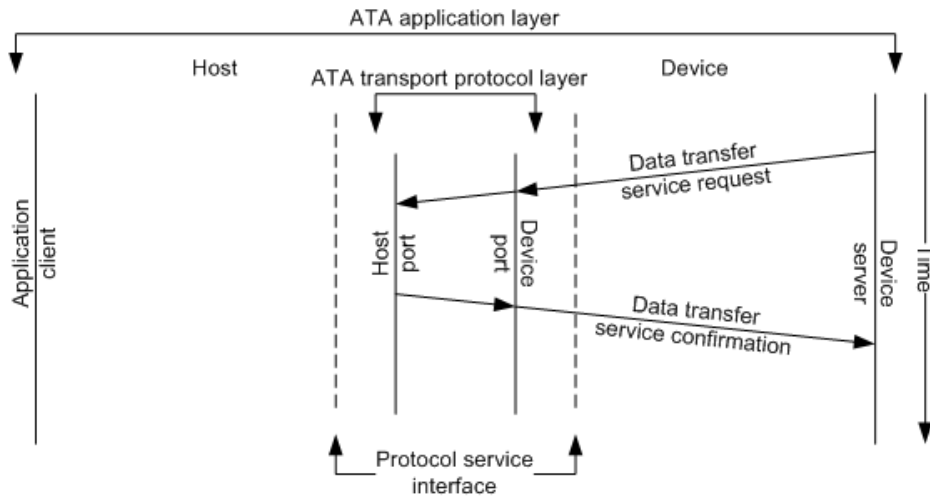 ATA application layer
Host
Device
ATA transport protocol layer
Data transfer
service request
Application
client
Host
port
Device
port
Device
server
Time
Data transfer
service confirmation
Protocol service
interface